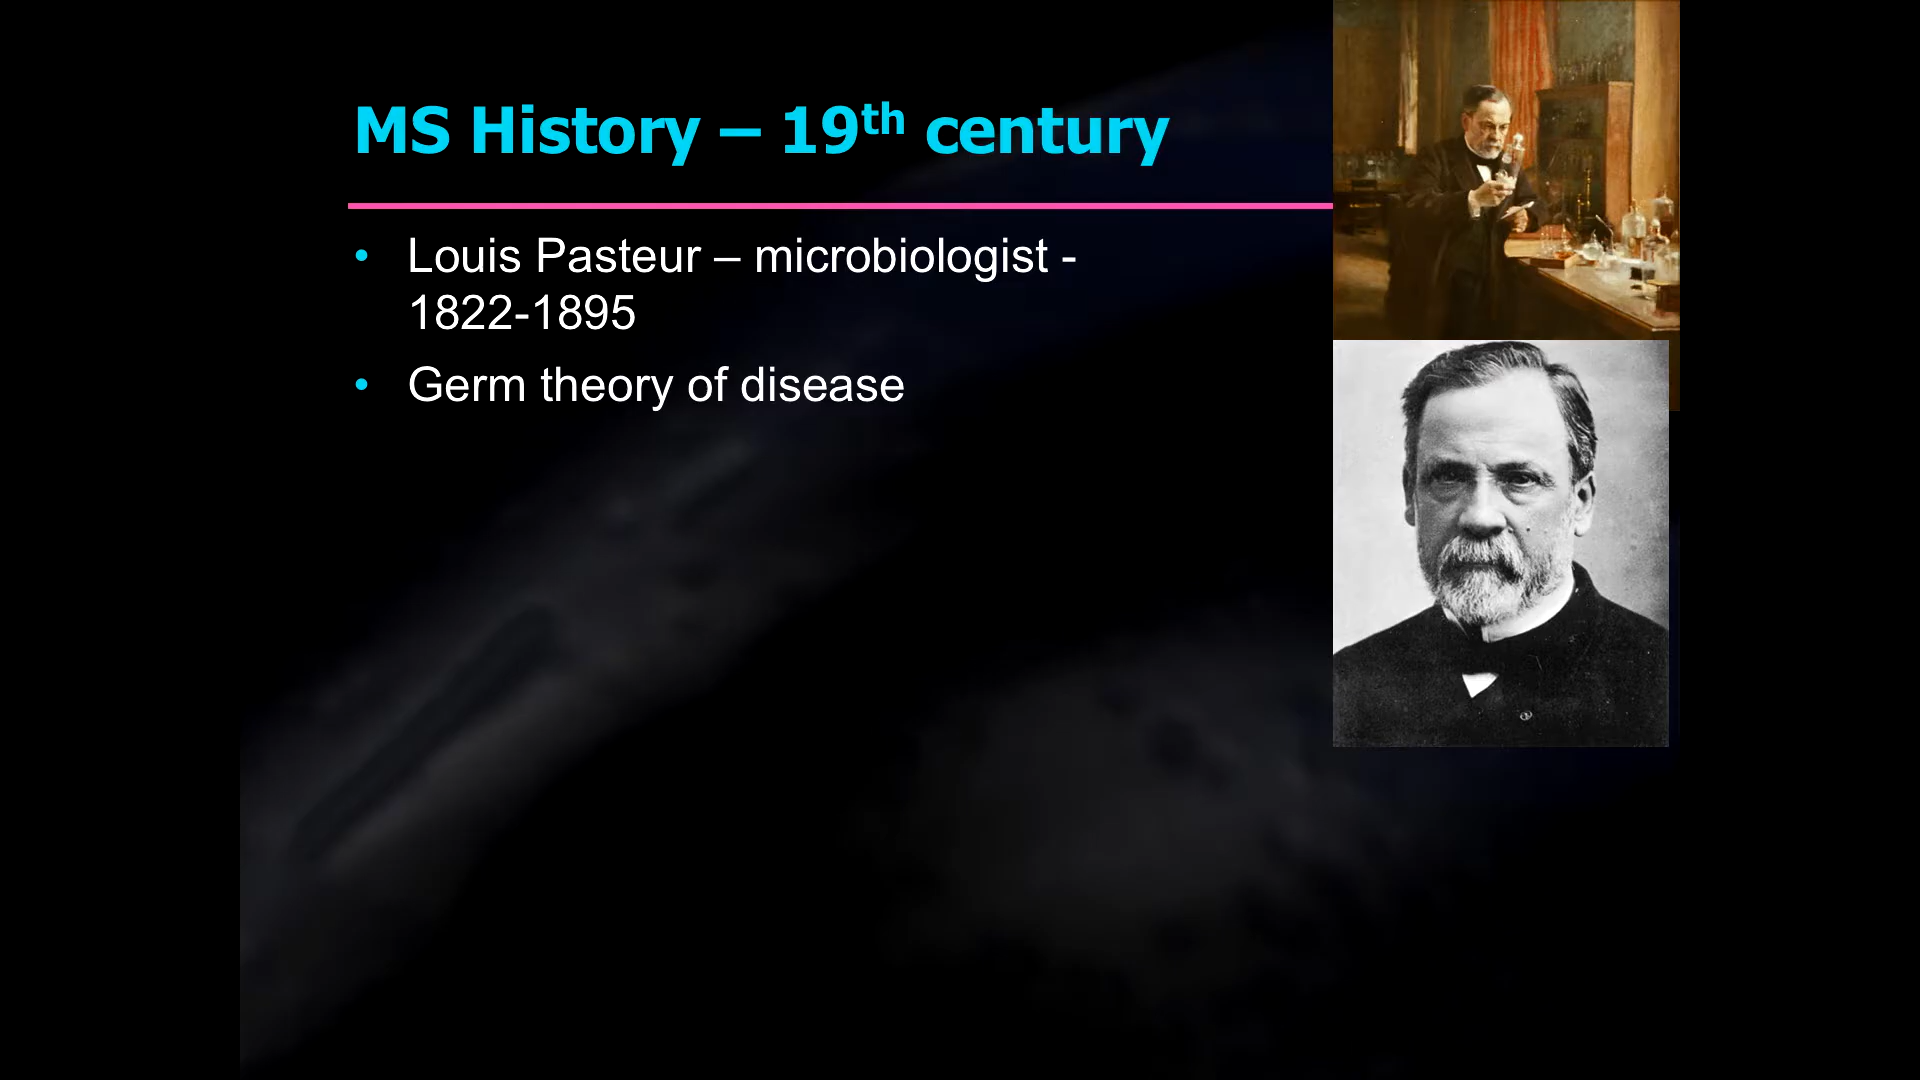 MS History – 19th century
• Louis Pasteur – microbiologist -
1822-1895
• Germ theory of disease